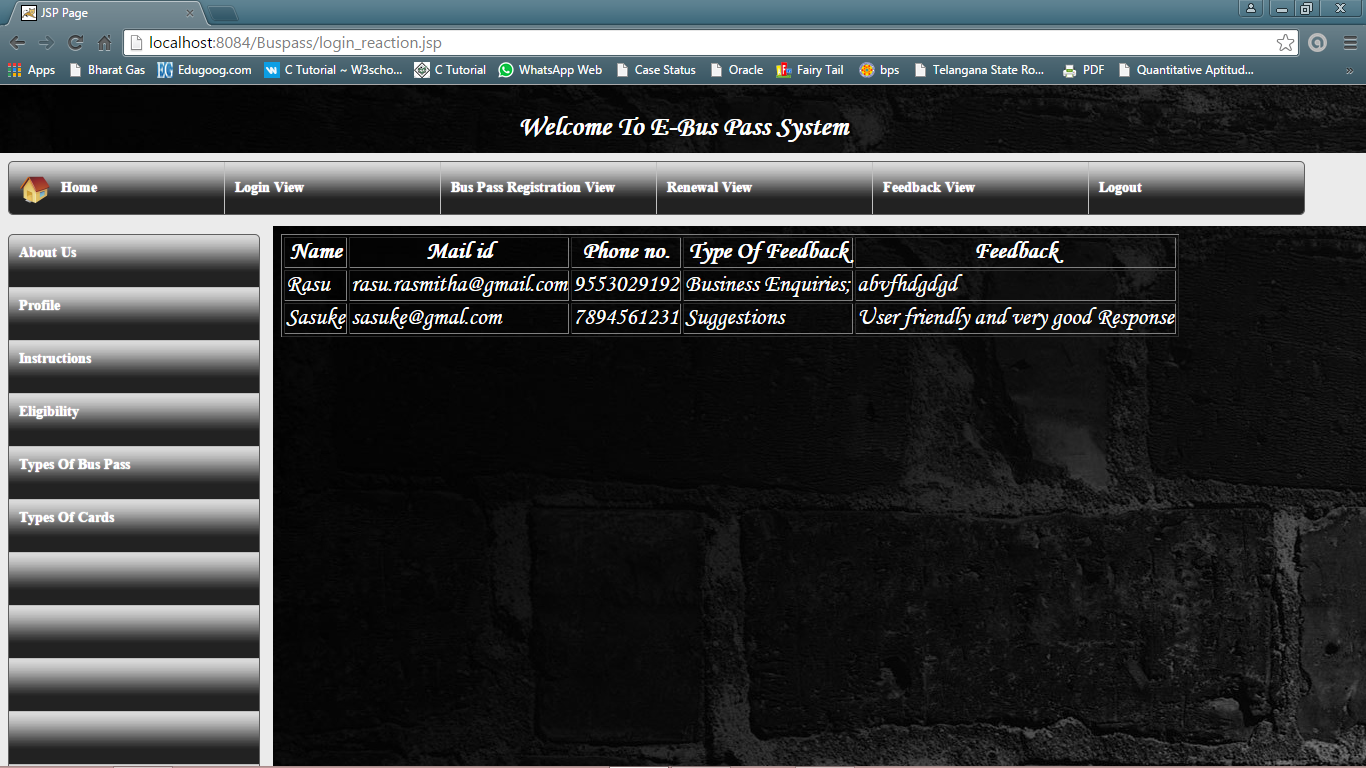 JSP Page
localhost:8084/Buspass/login_reaction.jsp
Apps Bharat Gas Edugoog.com C Tutorial ~ W3scho... C Tutorial WhatsApp Web Case Status Oracle Fairy Tail bps Telangana State Ro... PDF Quantitative Aptitud... »
Welcome To E-Bus Pass System
Home Login View Bus Pass Registration View Renewal View Feedback View Logout
About Us
Profile
Instructions
Eligibility
Types Of Bus Pass
Types Of Cards
Name Mail id Phone no. Type Of Feedback Feedback
Rasu rasu.rasmitha@gmail.com 9553029192 Business Enquiries; abvfhdgdgd
Sasuke sasuke@gmal.com 7894561231 Suggestions User friendly and very good Response